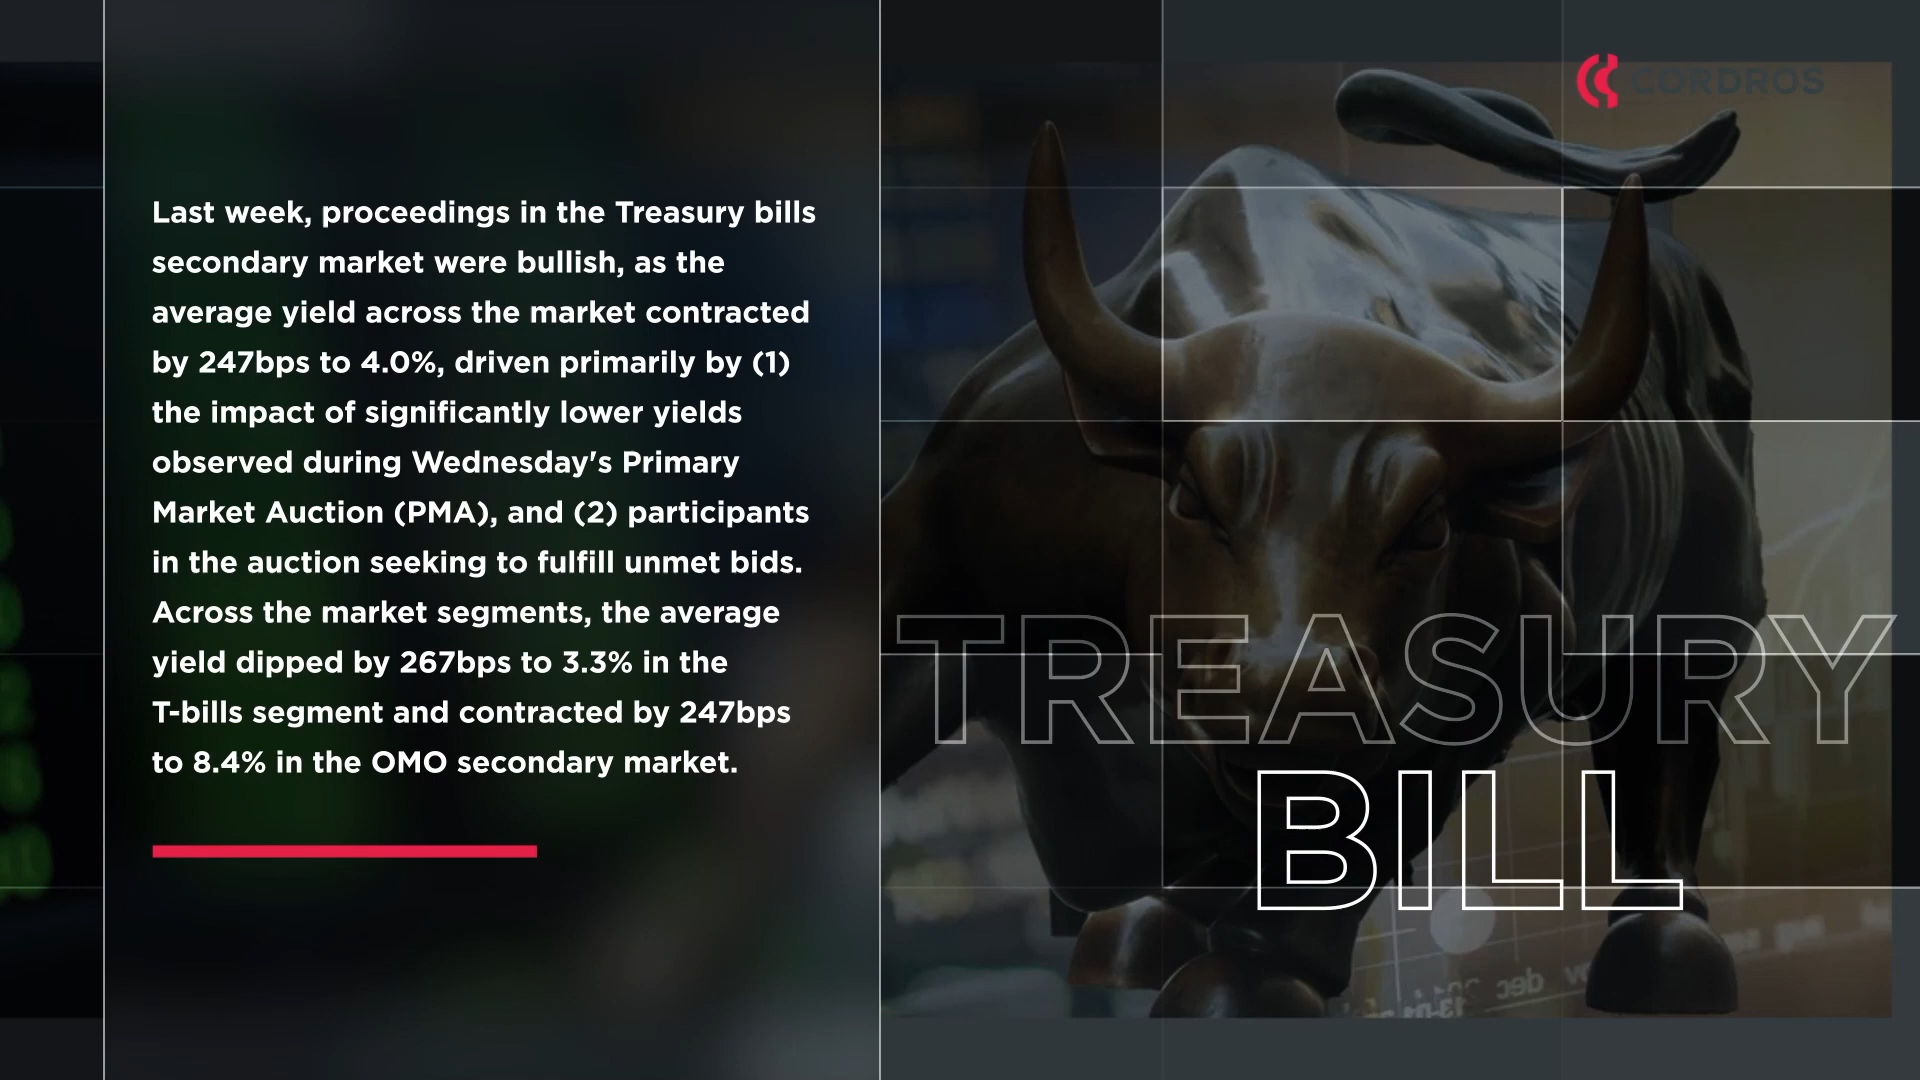 Last week, proceedings in the Treasury bills
secondary market were bullish, as the
average yield across the market contracted
by 247bps to 4.0%, driven primarily by (1)
the impact of significantly lower yields
observed during Wednesday's Primary
Market Auction (PMA), and (2) participants
in the auction seeking to fulfill unmet bids.
Across the market segments, the average
yield dipped by 267bps to 3.3% in the
T-bills segment and contracted by 247bps
to 8.4% in the OMO secondary market.
CORDROS
TREASURY
BILL
dec